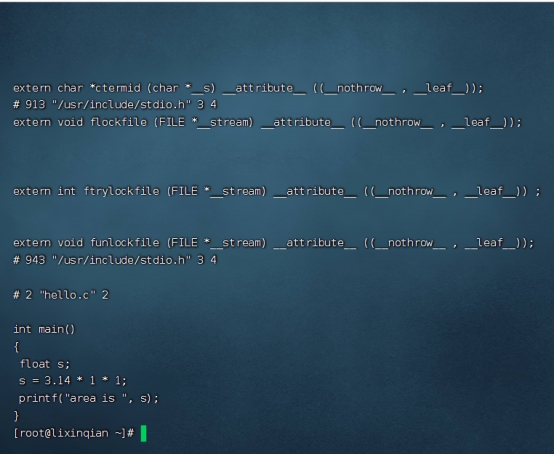 extern char *ctermid (char *__s) __attribute__ ((__nothrow__ , __leaf__));
# 913 "/usr/include/stdio.h" 3 4
extern void flockfile (FILE *__stream) __attribute__ ((__nothrow__ , __leaf__));
extern int ftrylockfile (FILE *__stream) __attribute__ ((__nothrow__ , __leaf__)) ;
extern void funlockfile (FILE *__stream) __attribute__ ((__nothrow__ , __leaf__));
# 943 "/usr/include/stdio.h" 3 4
# 2 "hello.c" 2
int main()
{
 float s;
 s = 3.14 * 1 * 1;
 printf("area is ", s);
}
[root@lixinqian ~]#